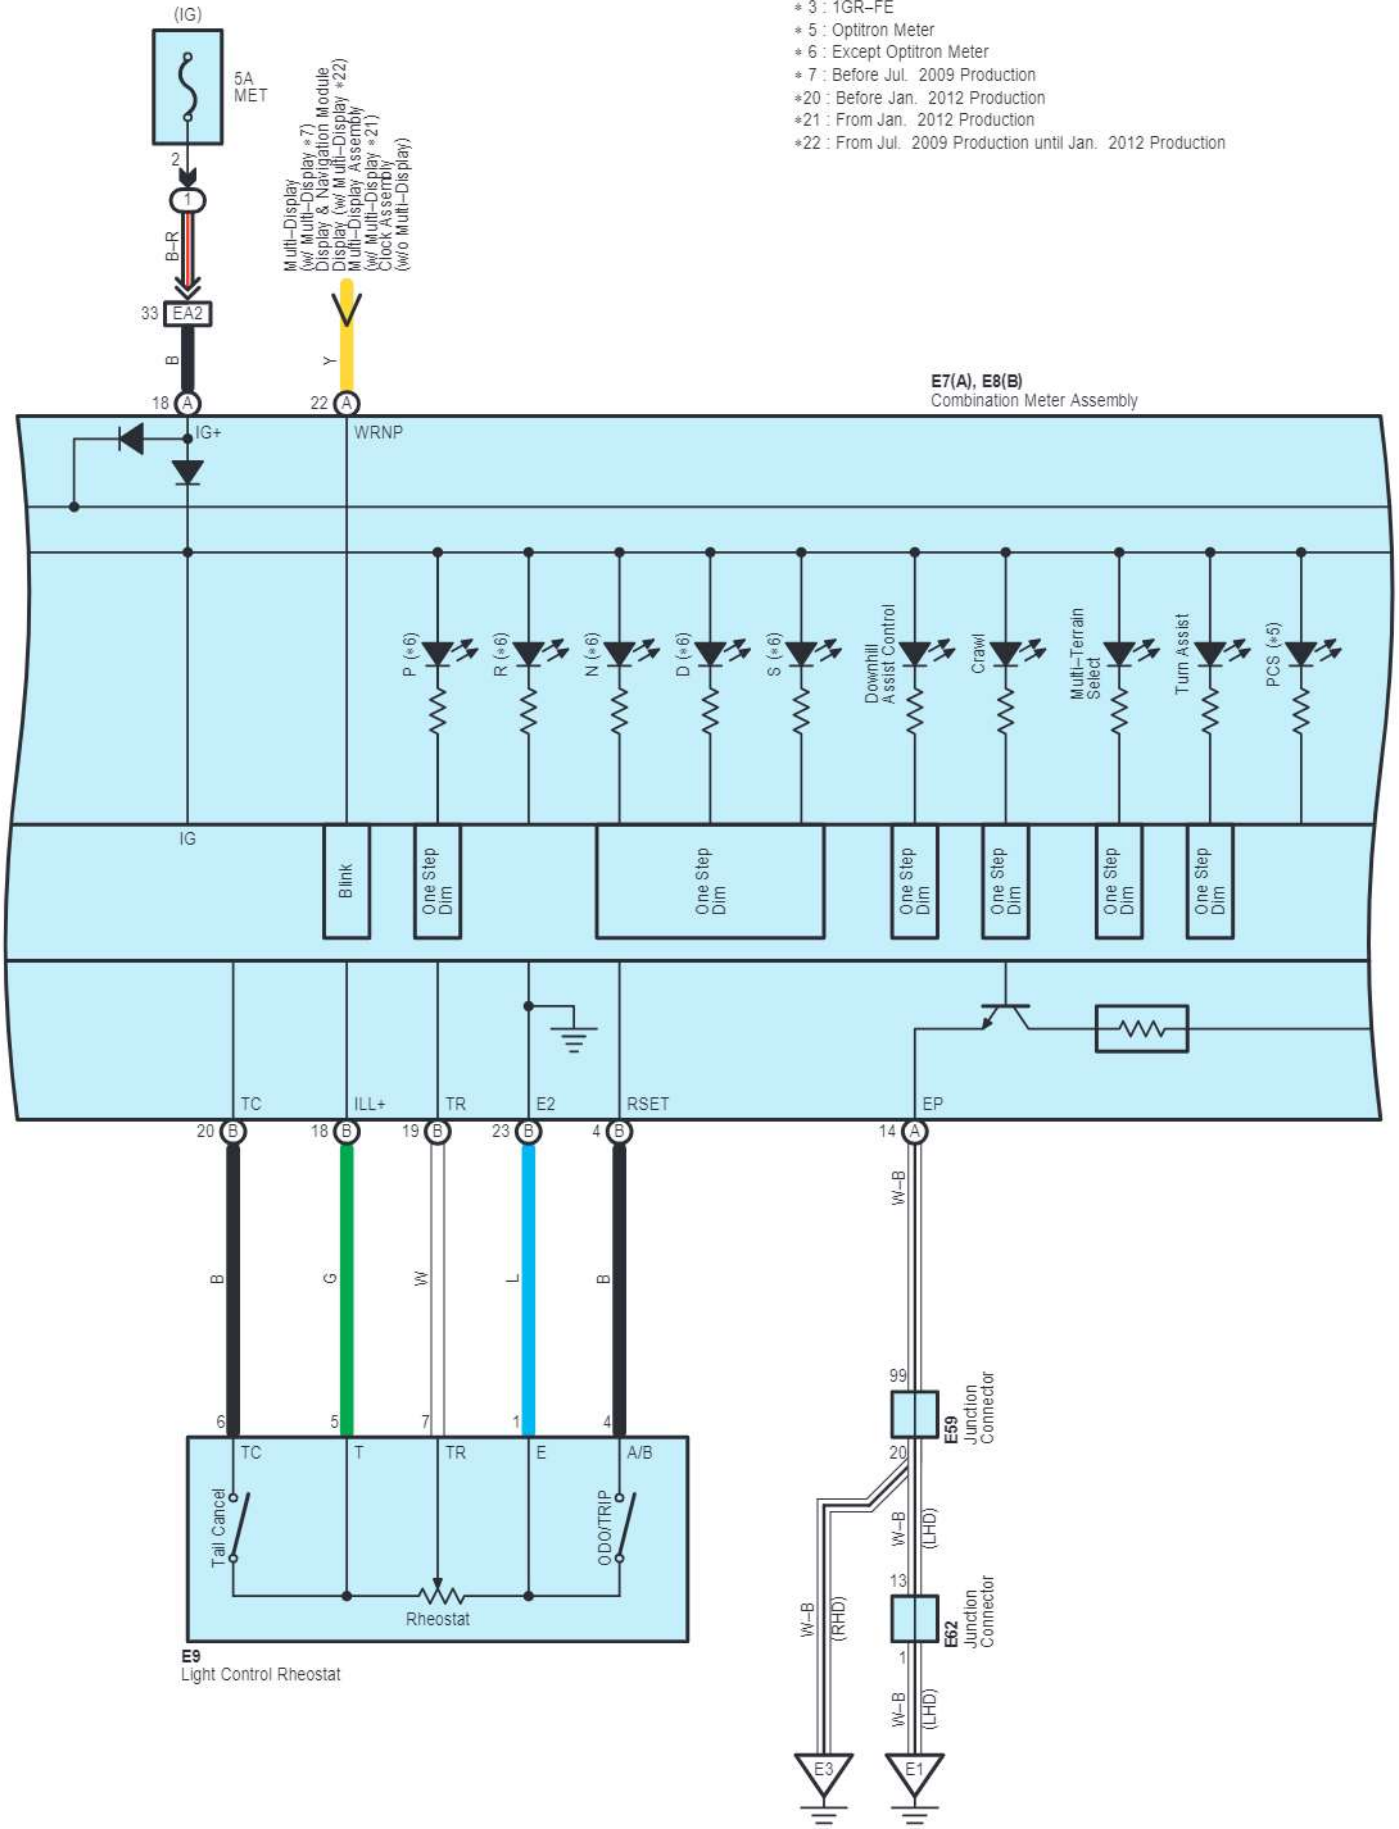 (IG)
5A
MET
2
1
B–R
33
EA2
B
18
A
Multi–Display
(w/ Multi–Display *7)
Display & Navigation Module
Display (w/ Multi–Display *22)
Multi–Display Assembly
(w/ Multi–Display *21)
Clock Assembly
(w/o Multi–Display)
Y
22
A
* 3 : 1GR–FE
* 5 : Optitron Meter
* 6 : Except Optitron Meter
* 7 : Before Jul. 2009 Production
*20 : Before Jan. 2012 Production
*21 : From Jan. 2012 Production
*22 : From Jul. 2009 Production until Jan. 2012 Production
E7(A), E8(B)
Combination Meter Assembly
IG+
WRNP
P (*6)
R (*6)
N (*6)
D (*6)
S (*6)
Downhill
Assist Control
Crawl
Multi–Terrain
Select
Turn Assist
PCS (*5)
IG
Blink
One Step
Dim
One Step
Dim
One Step
Dim
One Step
Dim
One Step
Dim
One Step
Dim
TC
ILL+
TR
E2
RSET
EP
20
B
18
B
19
B
23
B
4
B
14
A
B
G
W
L
B
W–B
6
5
7
1
4
TC
T
TR
E
A/B
Tail Cancel
ODO/TRIP
Rheostat
E9
Light Control Rheostat
99
E59
Junction
Connector
20
W–B
(LHD)
13
E62
Junction
Connector
1
W–B
(RHD)
W–B
(LHD)
E3
E1